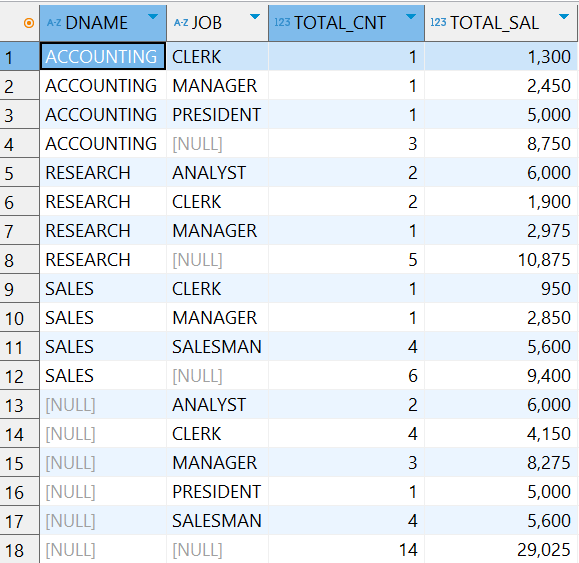 A-Z DNAME A-Z JOB 123 TOTAL_CNT 123 TOTAL_SAL
1 ACCOUNTING CLERK 1 1,300
2 ACCOUNTING MANAGER 1 2,450
3 ACCOUNTING PRESIDENT 1 5,000
4 ACCOUNTING [NULL] 3 8,750
5 RESEARCH ANALYST 2 6,000
6 RESEARCH CLERK 2 1,900
7 RESEARCH MANAGER 1 2,975
8 RESEARCH [NULL] 5 10,875
9 SALES CLERK 1 950
10 SALES MANAGER 1 2,850
11 SALES SALESMAN 4 5,600
12 SALES [NULL] 6 9,400
13 [NULL] ANALYST 2 6,000
14 [NULL] CLERK 4 4,150
15 [NULL] MANAGER 3 8,275
16 [NULL] PRESIDENT 1 5,000
17 [NULL] SALESMAN 4 5,600
18 [NULL] [NULL] 14 29,025